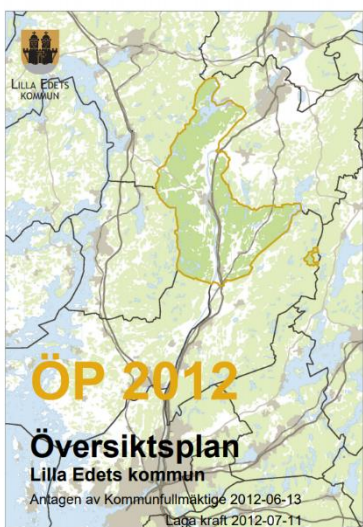 LILLA EDETS
KOMMUN
ÖP 2012
Översiktsplan
Lilla Edets kommun
Antagen av Kommunfullmäktige 2012-06-13
Laga kraft 2012-07-11